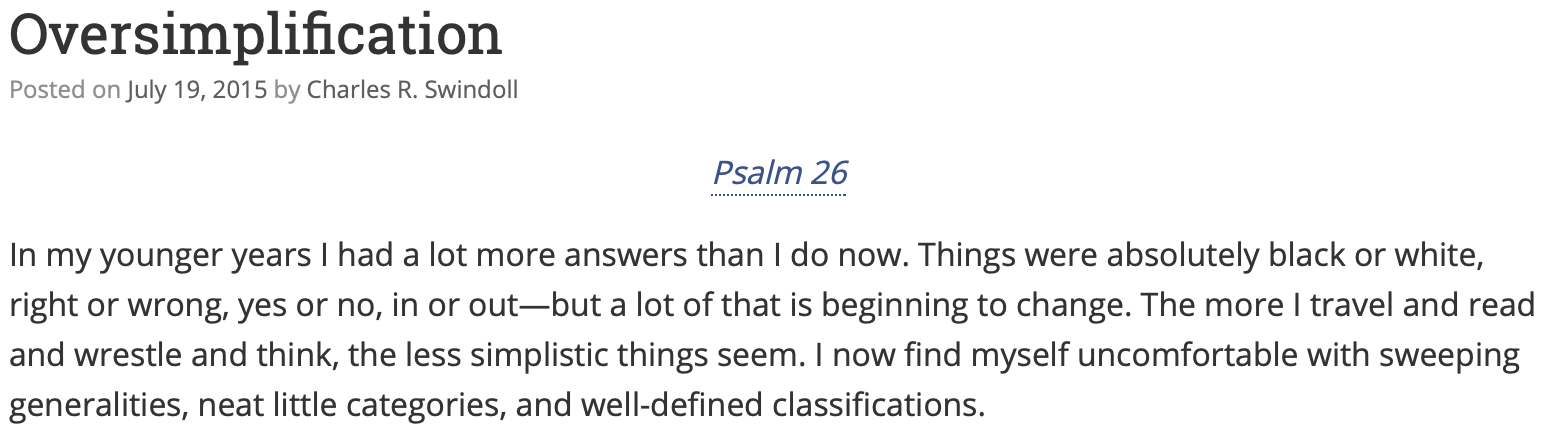 Oversimplification
Posted on July 19, 2015 by Charles R. Swindoll
Psalm 26
In my younger years I had a lot more answers than I do now. Things were absolutely black or white,
right or wrong, yes or no, in or out—but a lot of that is beginning to change. The more I travel and read
and wrestle and think, the less simplistic things seem. I now find myself uncomfortable with sweeping
generalities, neat little categories, and well-defined classifications.